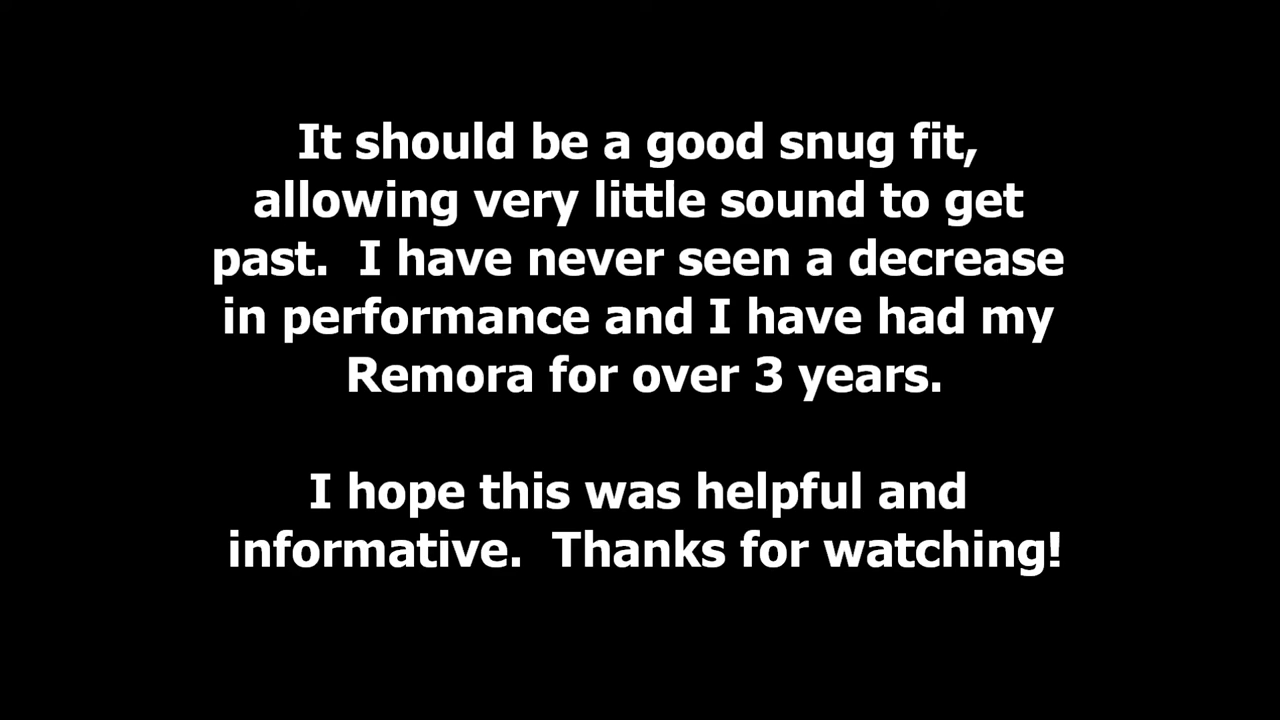 It should be a good snug fit,
allowing very little sound to get
past.  I have never seen a decrease
in performance and I have had my
Remora for over 3 years.
I hope this was helpful and
informative.  Thanks for watching!